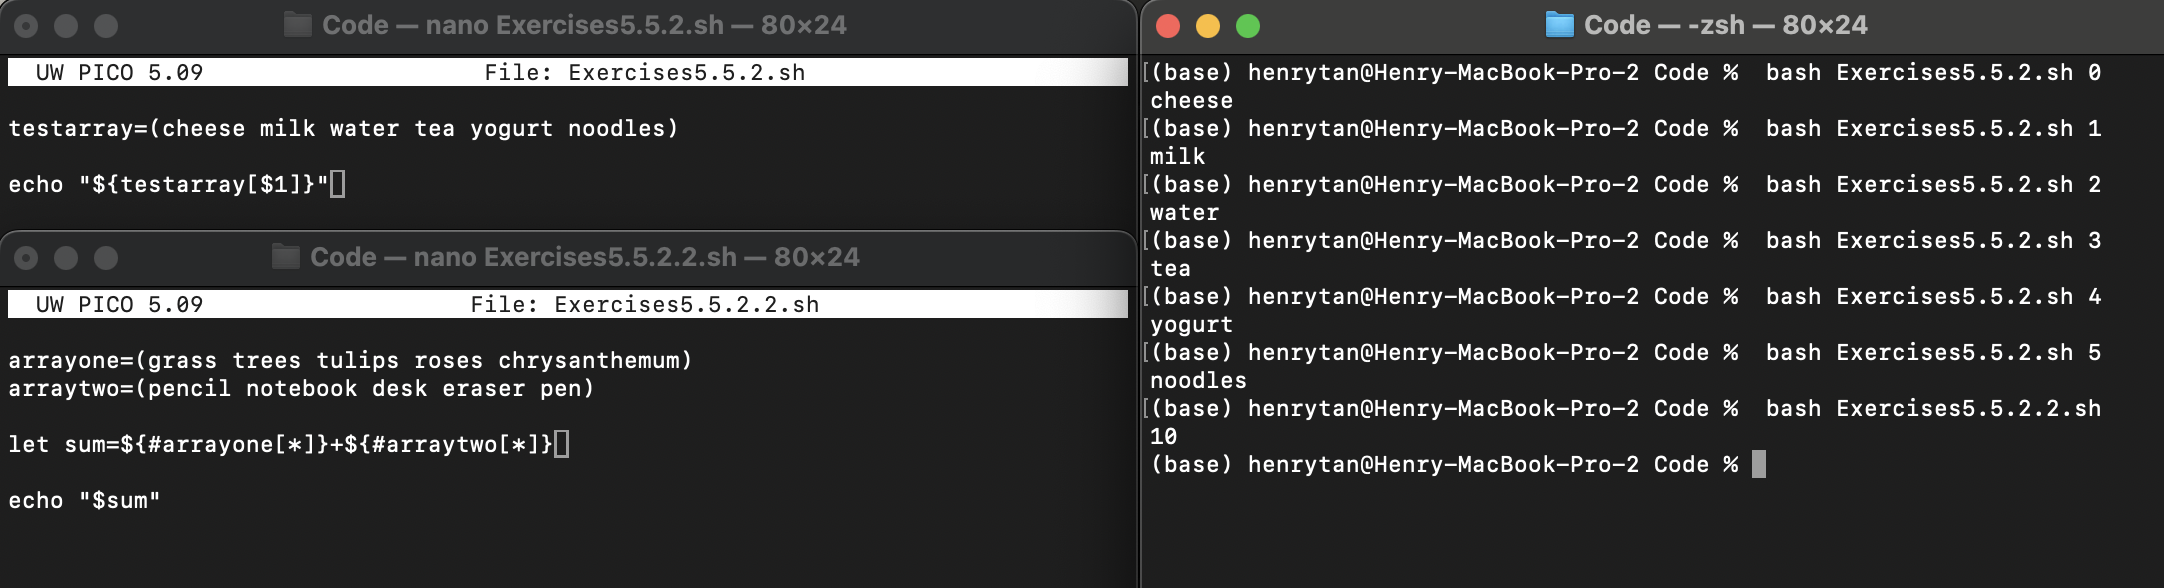 Code — nano Exercises5.5.2.sh — 80×24
UW PICO 5.09 File: Exercises5.5.2.sh
testarray=(cheese milk water tea yogurt noodles)
echo "${testarray[$1]}"
Code — nano Exercises5.5.2.2.sh — 80×24
UW PICO 5.09 File: Exercises5.5.2.2.sh
arrayone=(grass trees tulips roses chrysanthemum)
arraytwo=(pencil notebook desk eraser pen)
let sum=${#arrayone[*]}+${#arraytwo[*]}
echo "$sum"
Code — -zsh — 80×24
[(base) henrytan@Henry-MacBook-Pro-2 Code % bash Exercises5.5.2.sh 0
cheese
[(base) henrytan@Henry-MacBook-Pro-2 Code % bash Exercises5.5.2.sh 1
milk
[(base) henrytan@Henry-MacBook-Pro-2 Code % bash Exercises5.5.2.sh 2
water
[(base) henrytan@Henry-MacBook-Pro-2 Code % bash Exercises5.5.2.sh 3
tea
[(base) henrytan@Henry-MacBook-Pro-2 Code % bash Exercises5.5.2.sh 4
yogurt
[(base) henrytan@Henry-MacBook-Pro-2 Code % bash Exercises5.5.2.sh 5
noodles
[(base) henrytan@Henry-MacBook-Pro-2 Code % bash Exercises5.5.2.2.sh
10
(base) henrytan@Henry-MacBook-Pro-2 Code %